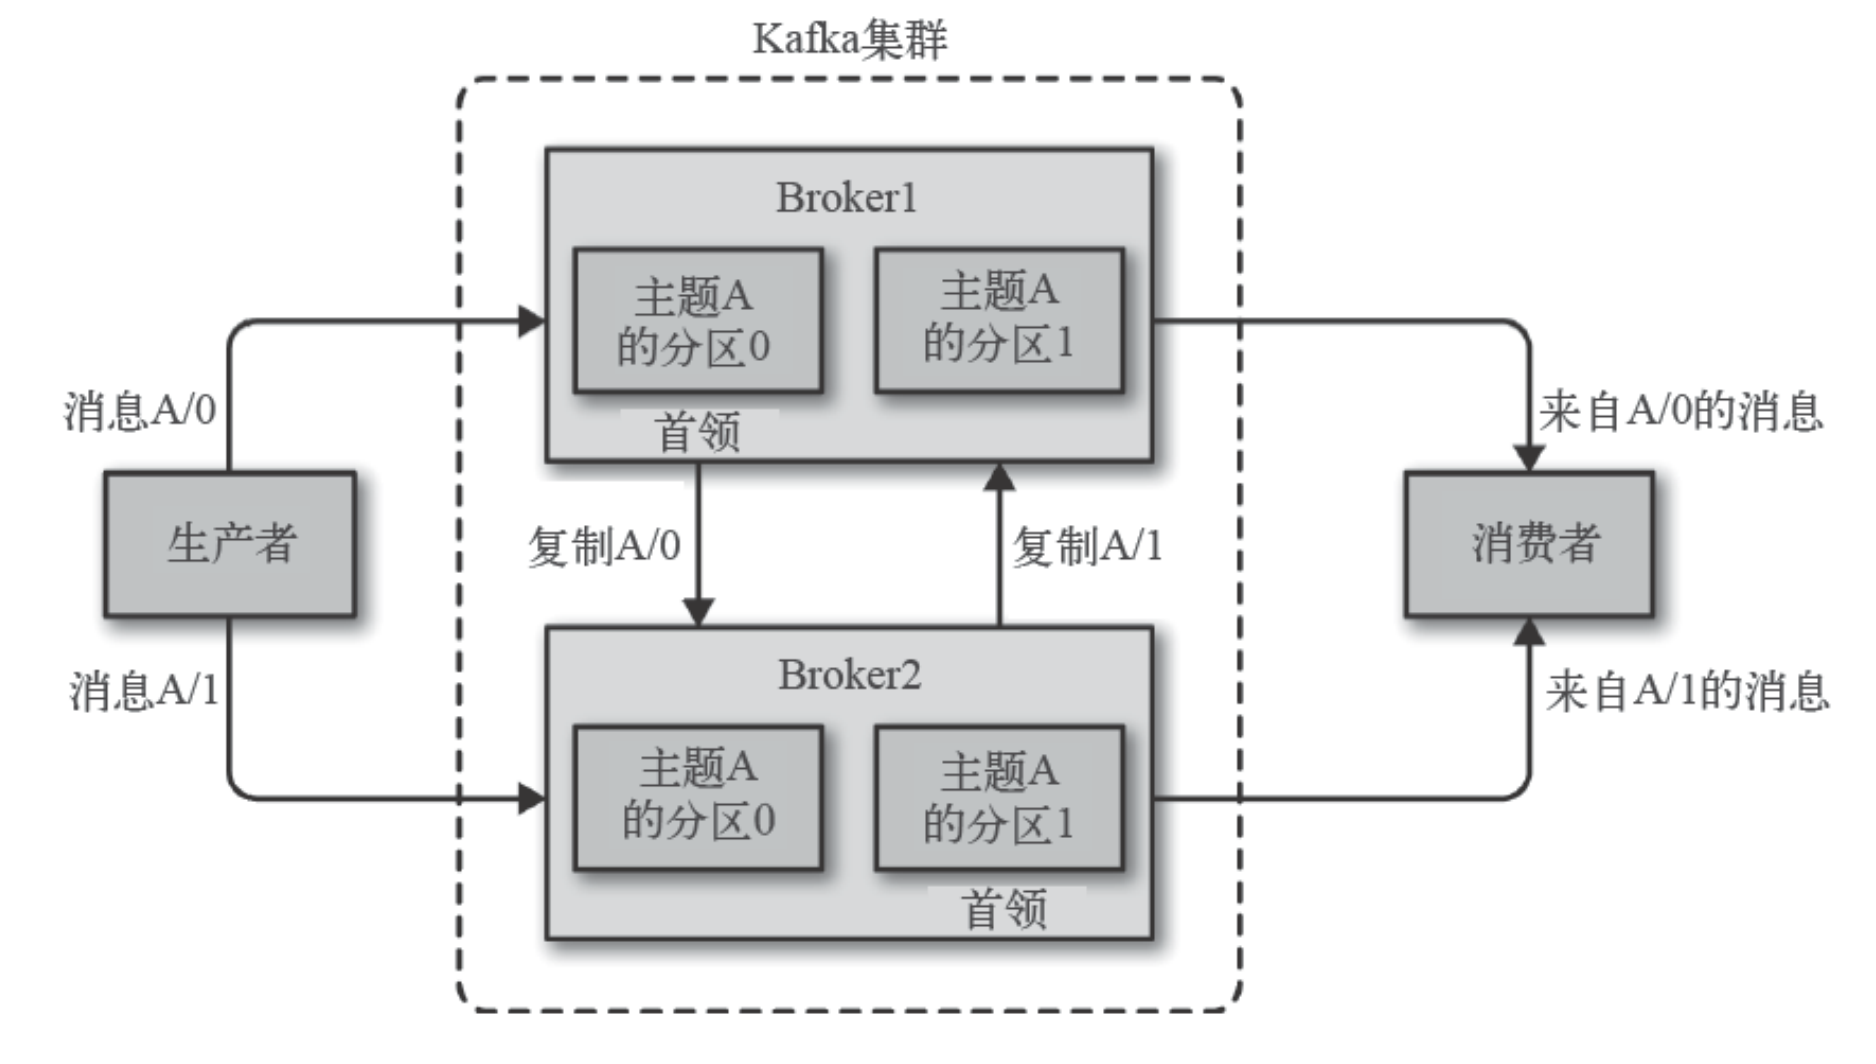 Kafka集群
Broker1
主题A
的分区0
主题A
的分区1
首领
消息A/0
来自A/0的消息
生产者
复制A/0
复制A/1
消费者
消息A/1
来自A/1的消息
Broker2
主题A
的分区0
主题A
的分区1
首领